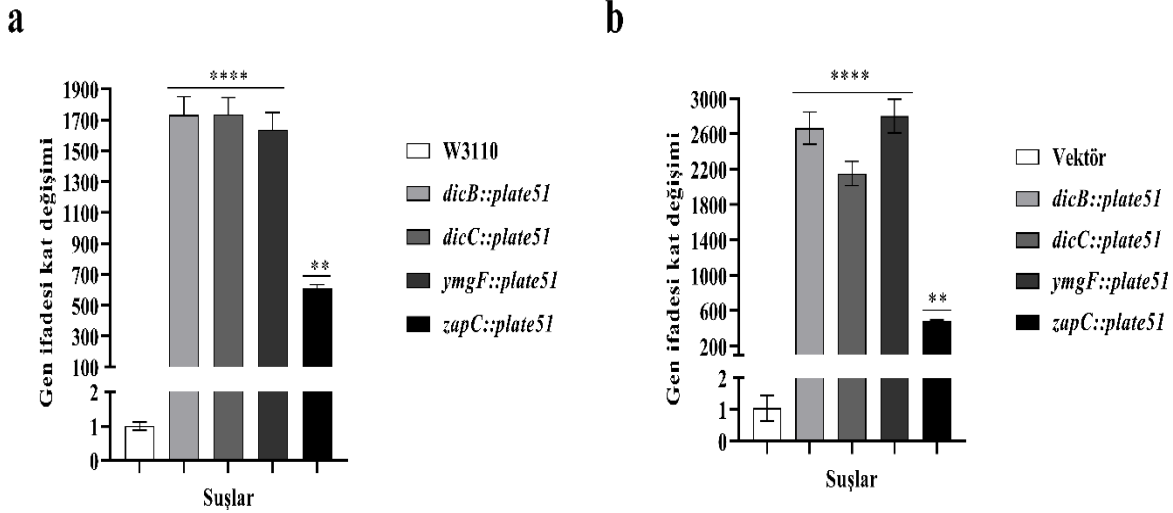 a
Gen ifadesi kat değişimi
1900
1700
1500
1300
1100
900
700
500
300
100
2
1
0
****
**
Suşlar
W3110
dicB::plate51
dicC::plate51
ymgF::plate51
zapC::plate51
b
Gen ifadesi kat değişimi
3000
2600
2200
1800
1400
1000
600
200
2
1
0
****
**
Suşlar
Vektör
dicB::plate51
dicC::plate51
ymgF::plate51
zapC::plate51